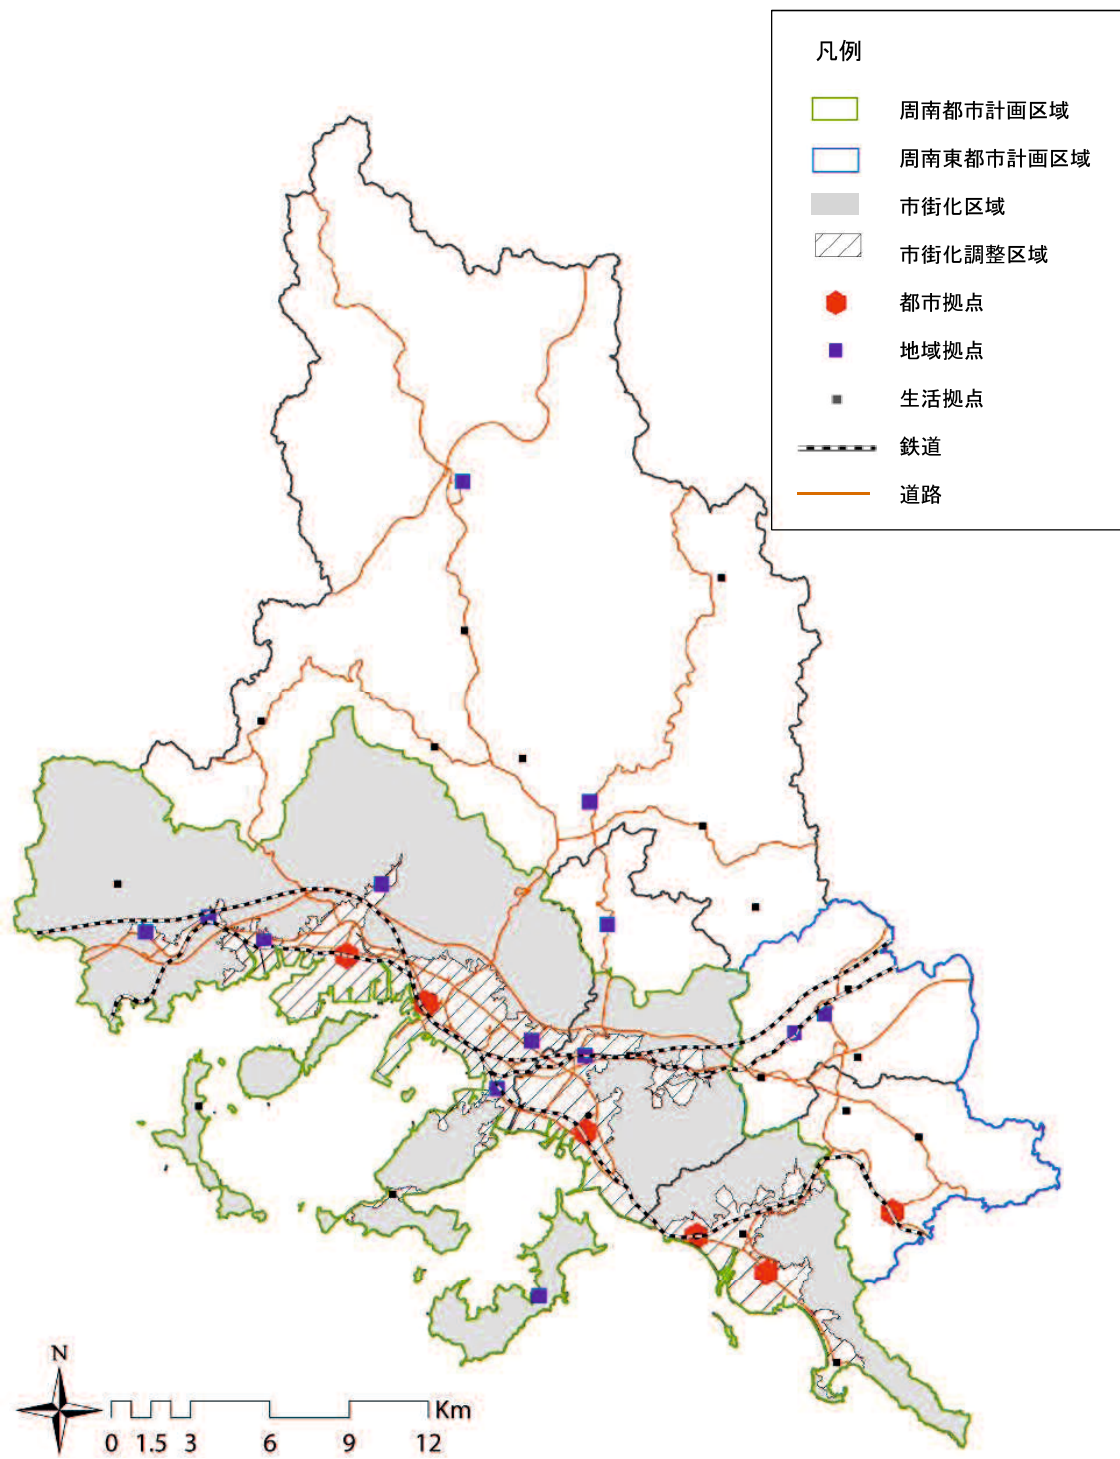 凡例
周南都市計画区域
周南東都市計画区域
市街化区域
市街化調整区域
都市拠点
地域拠点
生活拠点
鉄道
道路
N
Km
0 1.5 3 6 9 12